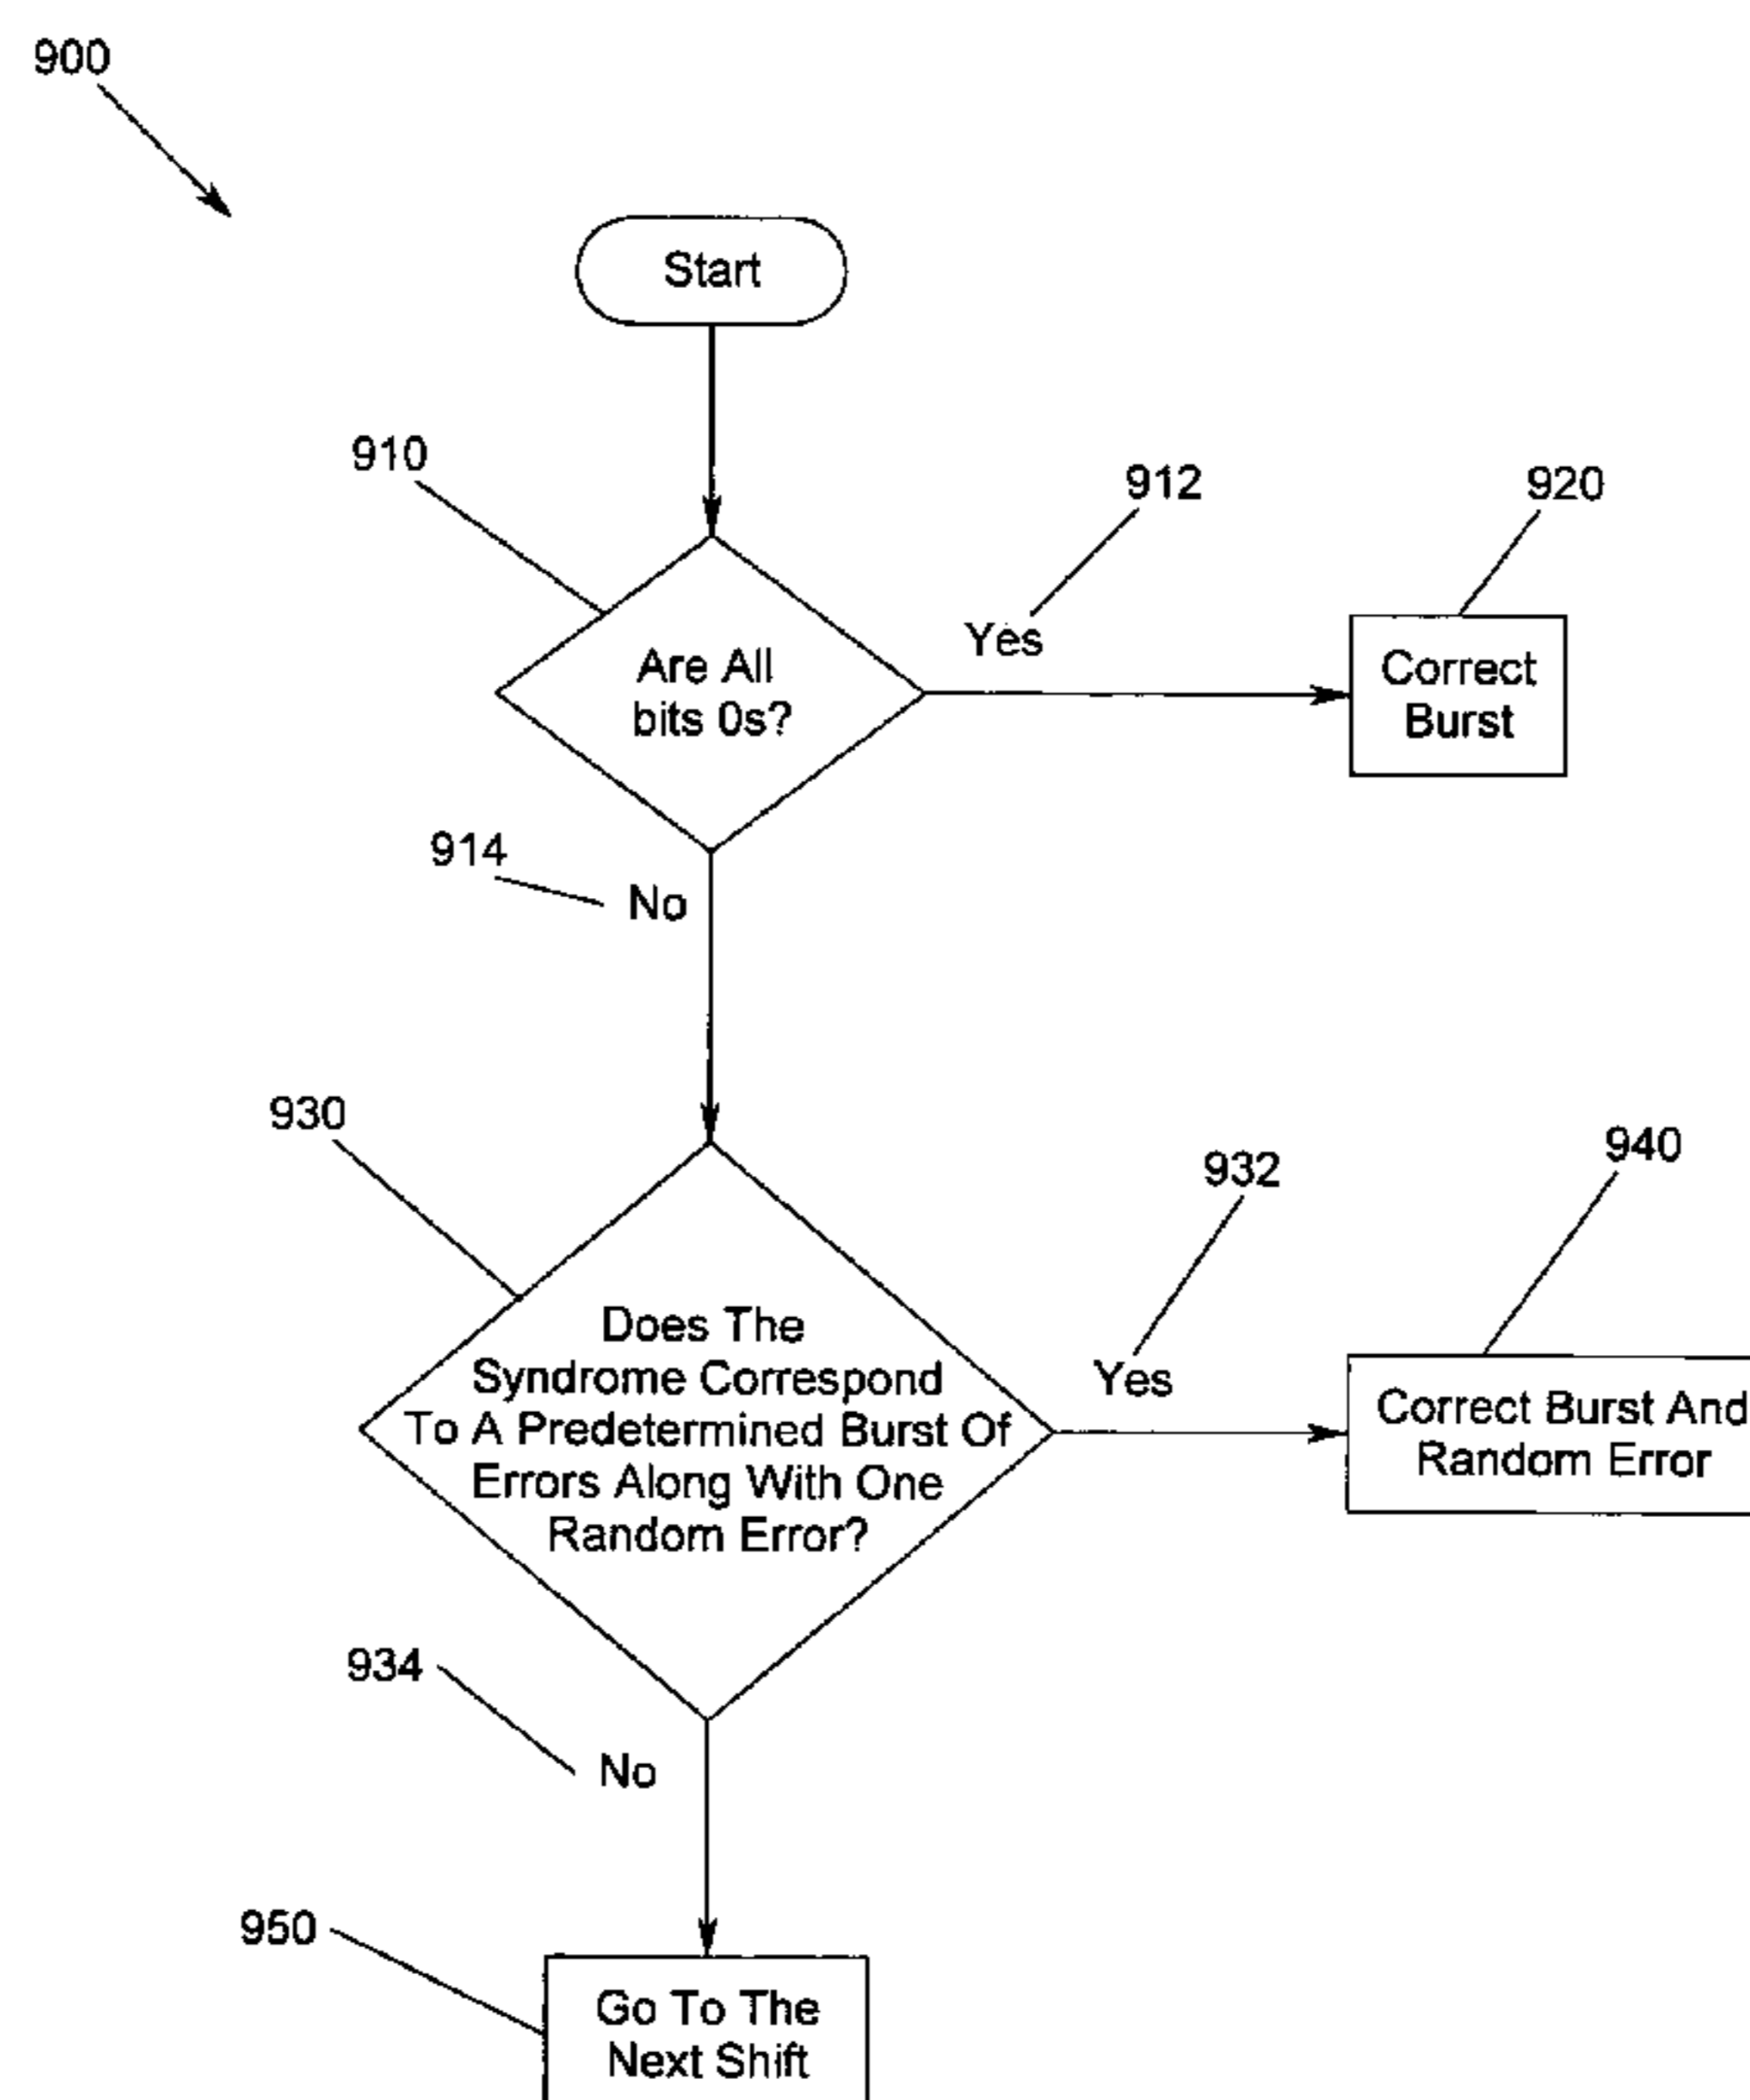 900
Start
910
912
920
Are All
bits 0s?
Yes
Correct
Burst
914
No
930
932
940
Does The
Syndrome Correspond
To A Predetermined Burst Of
Errors Along With One
Random Error?
Yes
Correct Burst And
Random Error
934
No
950
Go To The
Next Shift